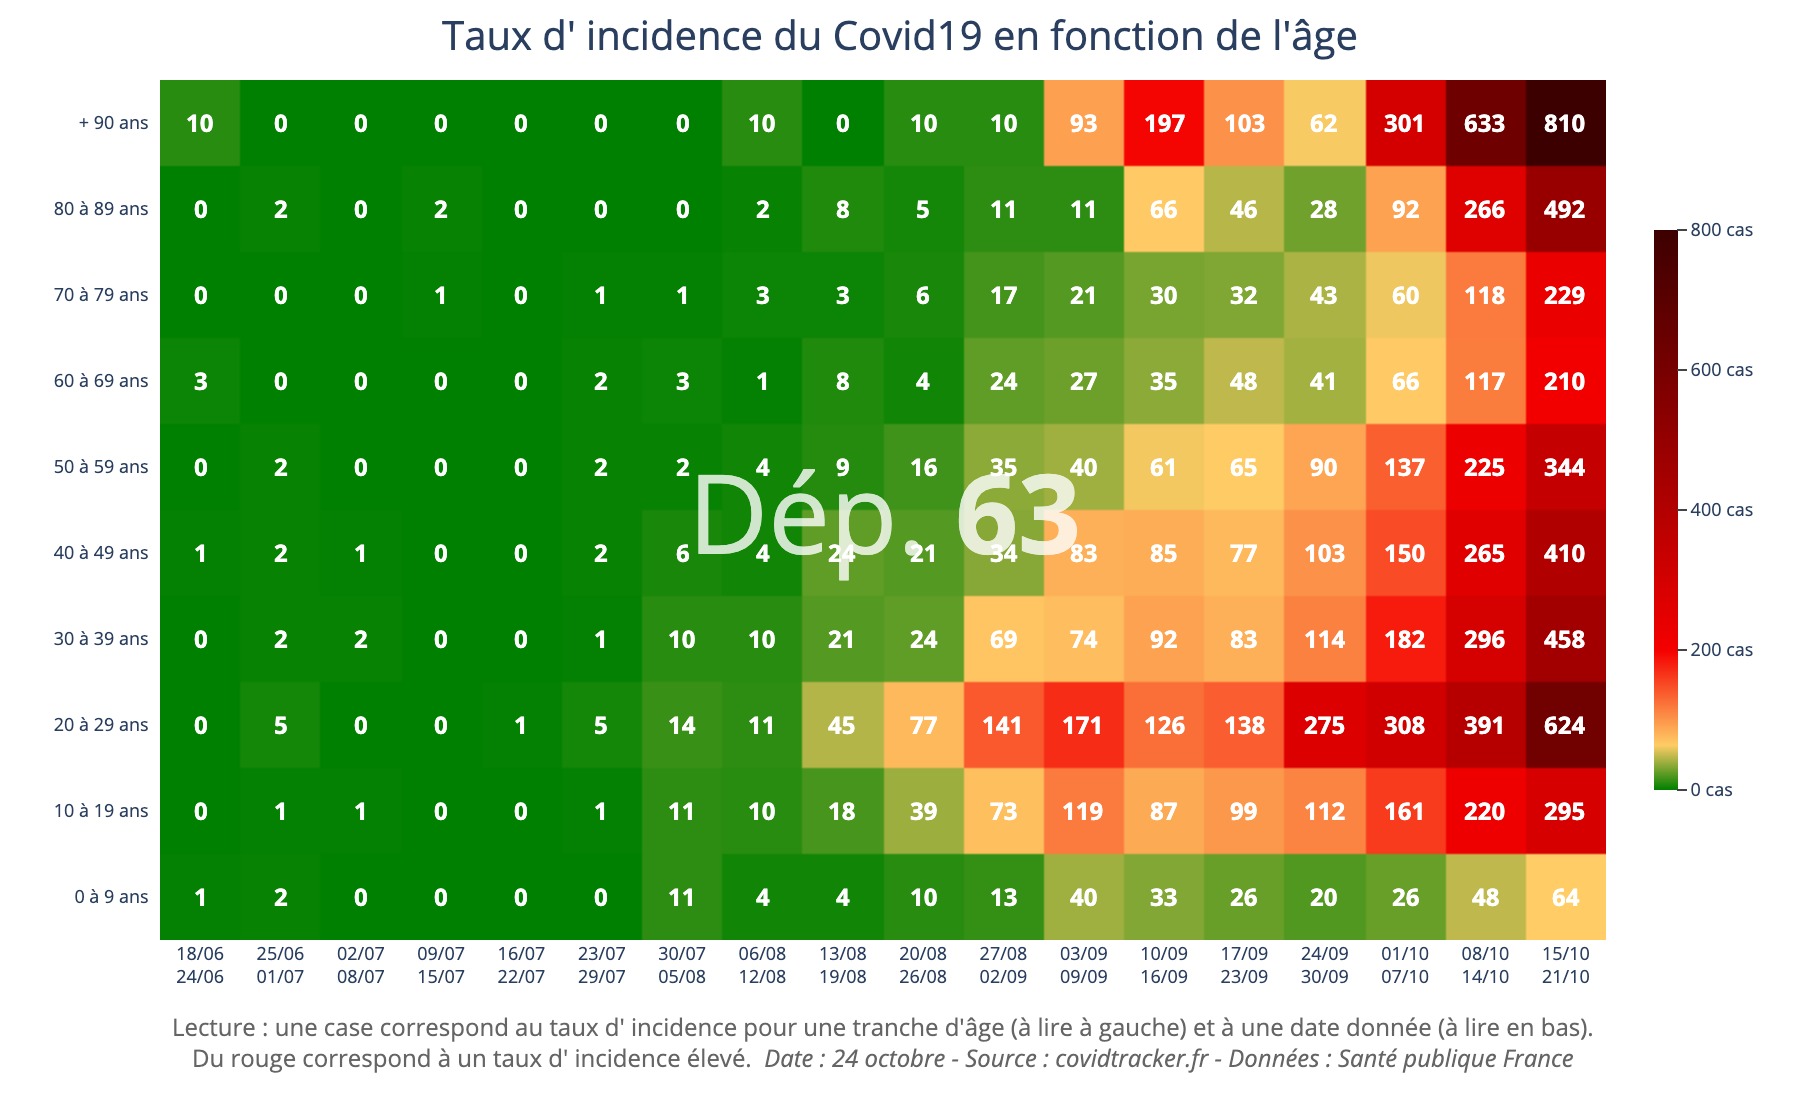 Taux d' incidence du Covid19 en fonction de l'âge
+ 90 ans 10 0 0 0 0 0 0 10 0 10 10 93 197 103 62 301 633 810
80 à 89 ans 0 2 0 2 0 0 0 2 8 5 11 11 66 46 28 92 266 492
70 à 79 ans 0 0 0 1 0 1 1 3 3 6 17 21 30 32 43 60 118 229
60 à 69 ans 3 0 0 0 0 2 3 1 8 4 24 27 35 48 41 66 117 210
50 à 59 ans 0 2 0 0 0 2 2 4 9 16 35 40 61 65 90 137 225 344
Dép. 63
40 à 49 ans 1 2 1 0 0 2 6 4 24 21 34 83 85 77 103 150 265 410
30 à 39 ans 0 2 2 0 0 1 10 10 21 24 69 74 92 83 114 182 296 458
20 à 29 ans 0 5 0 0 1 5 14 11 45 77 141 171 126 138 275 308 391 624
10 à 19 ans 0 1 1 0 0 1 11 10 18 39 73 119 87 99 112 161 220 295
0 à 9 ans 1 2 0 0 0 0 11 4 4 10 13 40 33 26 20 26 48 64
18/06 25/06 02/07 09/07 16/07 23/07 30/07 06/08 13/08 20/08 27/08 03/09 10/09 17/09 24/09 01/10 08/10 15/10
24/06 01/07 08/07 15/07 22/07 29/07 05/08 12/08 19/08 26/08 02/09 09/09 16/09 23/09 30/09 07/10 14/10 21/10
800 cas
600 cas
400 cas
200 cas
0 cas
Lecture : une case correspond au taux d' incidence pour une tranche d'âge (à lire à gauche) et à une date donnée (à lire en bas).
Du rouge correspond à un taux d' incidence élevé. Date : 24 octobre - Source : covidtracker.fr - Données : Santé publique France